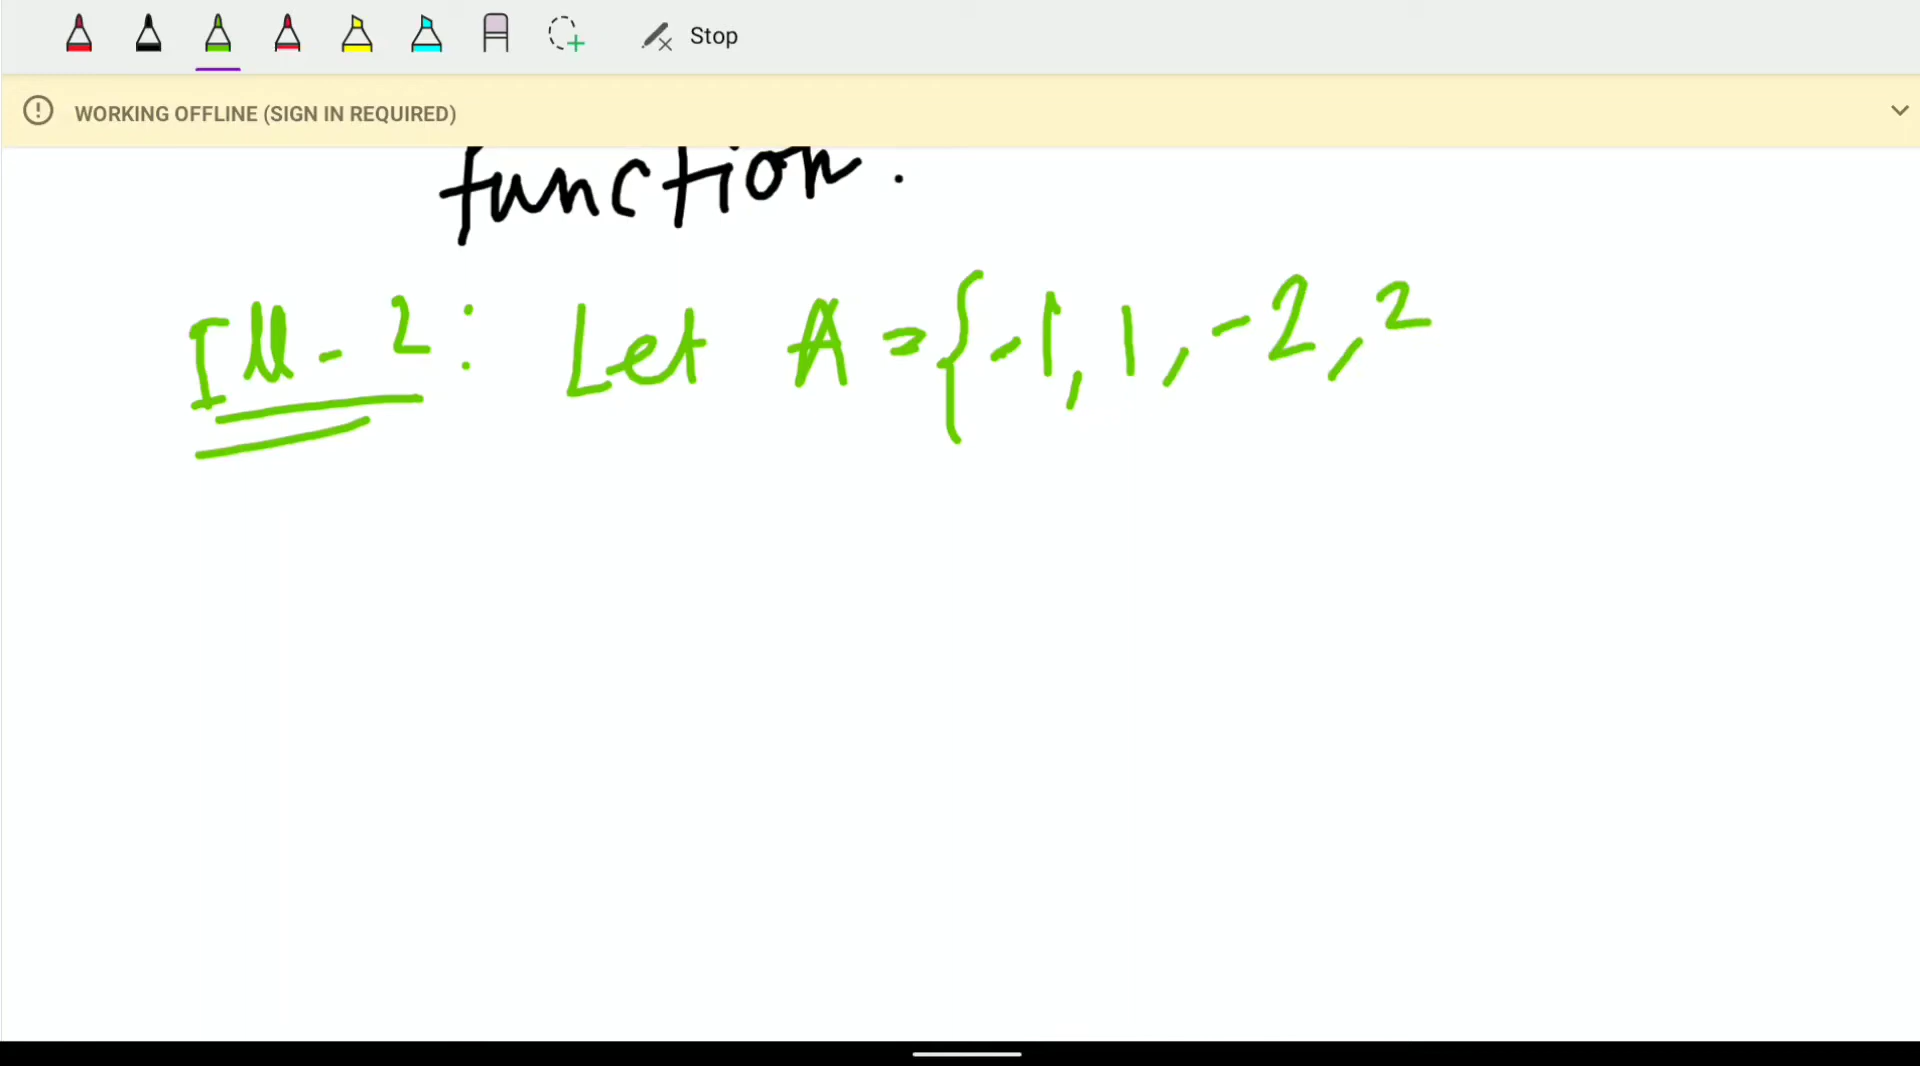 Stop
WORKING OFFLINE (SIGN IN REQUIRED)
function.
Ill-2: Let A={-1,1,-2,2